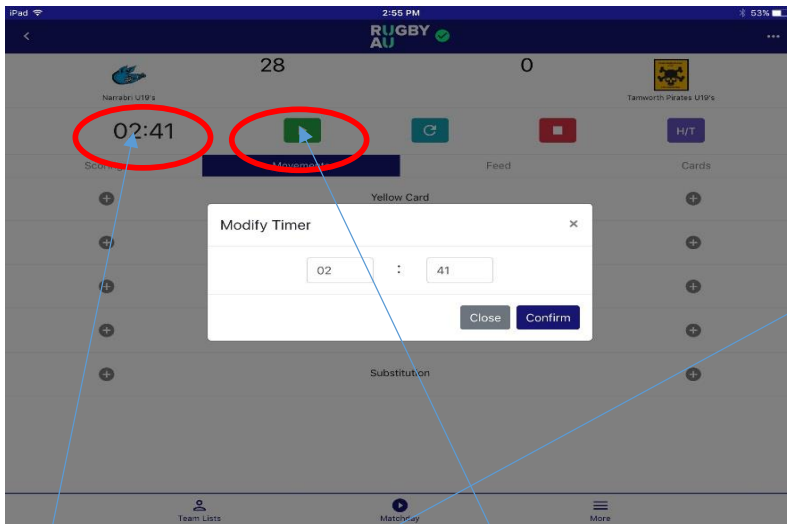 iPad 2:55 PM 53%
RUGBY
AU
28 0
Narrabri U19's Tamworth Pirates U19's
02:41 H/T
Scoring Movements Feed Cards
Yellow Card
Modify Timer ×
02 : 41
Close Confirm
Substitution
Team Lists Matchday More